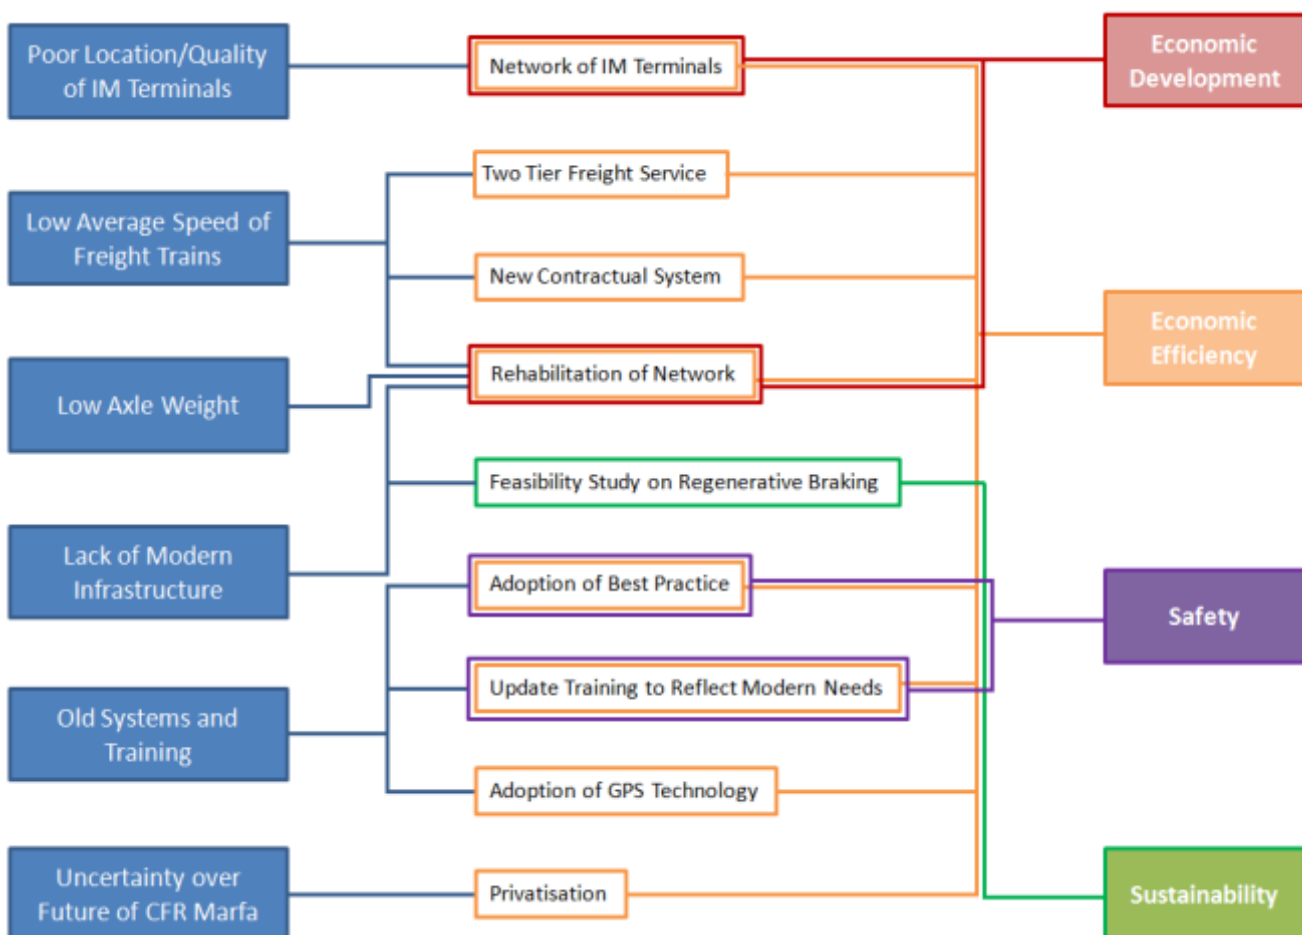 Poor Location/Quality
of IM Terminals
Low Average Speed of
Freight Trains
Low Axle Weight
Lack of Modern
Infrastructure
Old Systems and
Training
Uncertainty over
Future of CFR Marfa
Network of IM Terminals
Two Tier Freight Service
New Contractual System
Rehabilitation of Network
Feasibility Study on Regenerative Braking
Adoption of Best Practice
Update Training to Reflect Modern Needs
Adoption of GPS Technology
Privatisation
Economic
Development
Economic
Efficiency
Safety
Sustainability